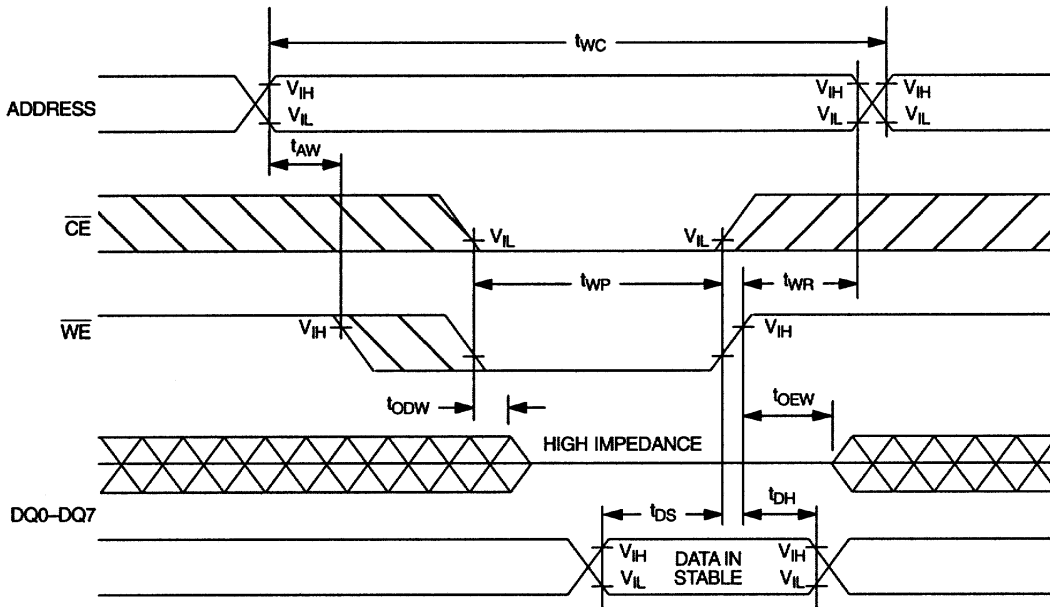 tWC
ADDRESS
VIH
VIL
VIH
VIL
VIH
VIL
tAW
CE
VIL
VIL
tWP
tWR
WE
VIH
VIH
tODW
tOEW
HIGH IMPEDANCE
DQ0–DQ7
tDS
tDH
VIH
VIL
DATA IN
STABLE
VIH
VIL